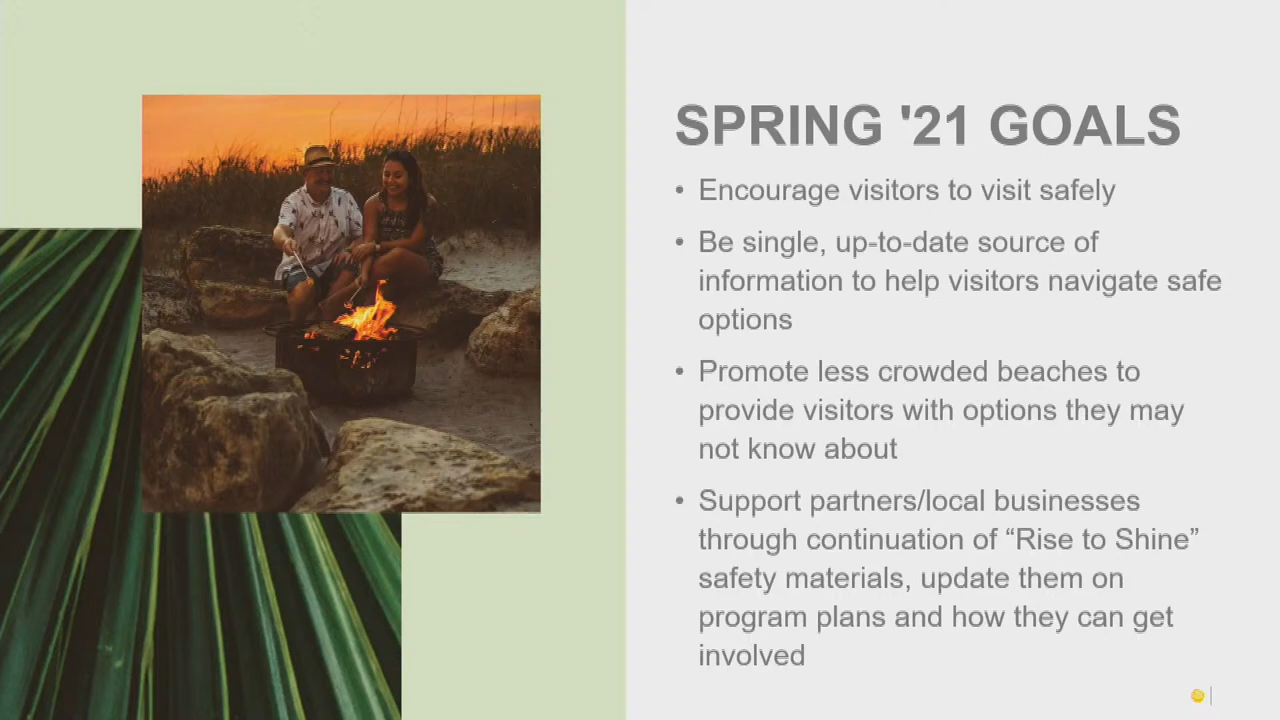 SPRING '21 GOALS
• Encourage visitors to visit safely
• Be single, up-to-date source of
information to help visitors navigate safe
options
• Promote less crowded beaches to
provide visitors with options they may
not know about
• Support partners/local businesses
through continuation of “Rise to Shine”
safety materials, update them on
program plans and how they can get
involved